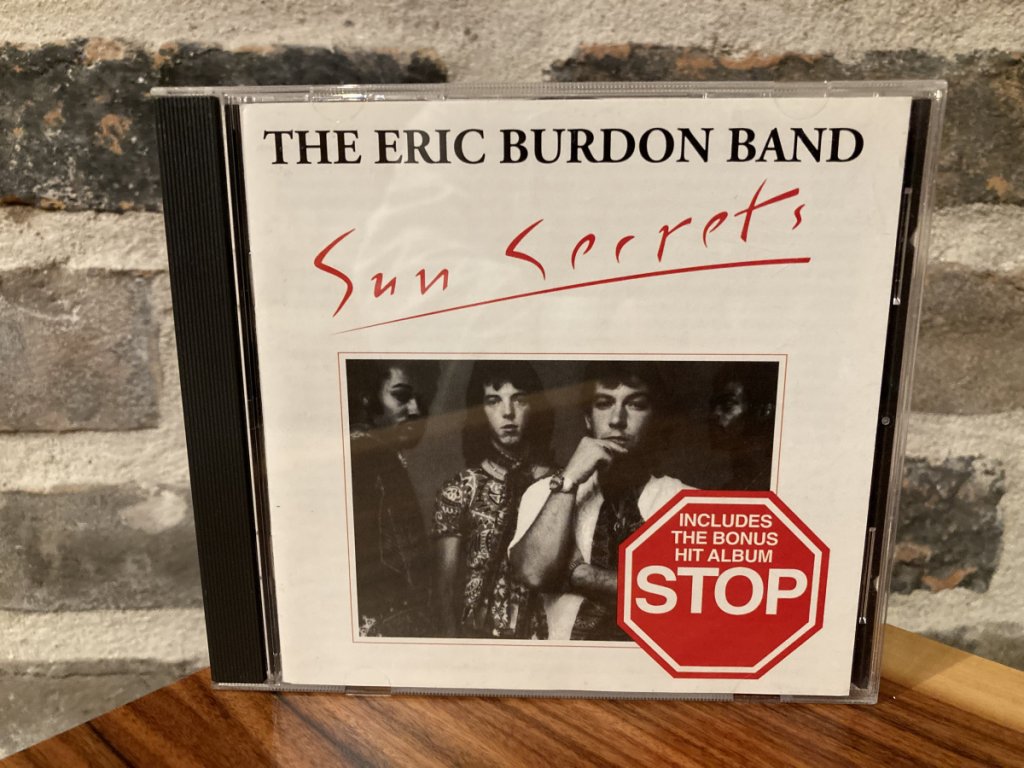 THE ERIC BURDON BAND
Sun Secrets
INCLUDES
THE BONUS
HIT ALBUM
STOP